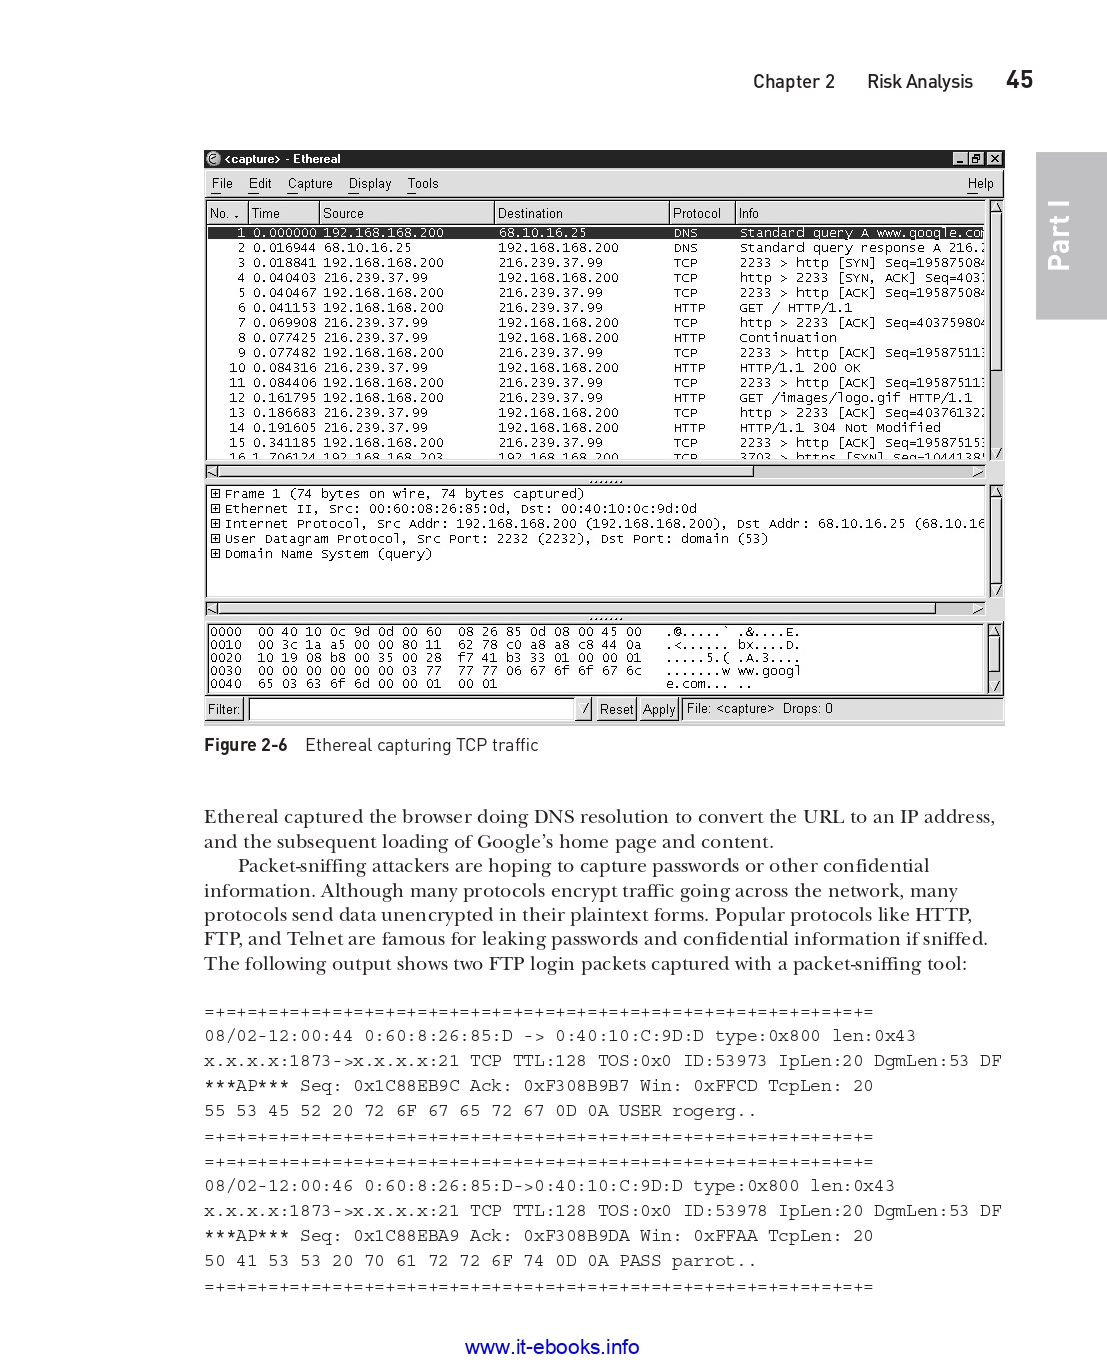 Chapter 2 Risk Analysis 45
Part I
<capture> - Ethereal
File Edit Capture Display Tools Help
No. . Time Source Destination Protocol Info
1 0.000000 192.168.168.200 68.10.16.25 DNS Standard query A www.google.com
2 0.016944 68.10.16.25 192.168.168.200 DNS Standard query response A 216.2
3 0.018841 192.168.168.200 216.239.37.99 TCP 2233 > http [SYN] Seq=195875084
4 0.040403 216.239.37.99 192.168.168.200 TCP http > 2233 [SYN, ACK] Seq=4037
5 0.040467 192.168.168.200 216.239.37.99 TCP 2233 > http [ACK] Seq=195875084
6 0.041153 192.168.168.200 216.239.37.99 HTTP GET / HTTP/1.1
7 0.069908 216.239.37.99 192.168.168.200 TCP http > 2233 [ACK] Seq=403759804
8 0.077425 216.239.37.99 192.168.168.200 HTTP Continuation
9 0.077482 192.168.168.200 216.239.37.99 TCP 2233 > http [ACK] Seq=195875113
10 0.084316 216.239.37.99 192.168.168.200 HTTP HTTP/1.1 200 OK
11 0.084406 192.168.168.200 216.239.37.99 TCP 2233 > http [ACK] Seq=195875113
12 0.161795 192.168.168.200 216.239.37.99 HTTP GET /images/logo.gif HTTP/1.1
13 0.186683 216.239.37.99 192.168.168.200 TCP http > 2233 [ACK] Seq=403761322
14 0.191605 216.239.37.99 192.168.168.200 HTTP HTTP/1.1 304 Not Modified
15 0.341185 192.168.168.200 216.239.37.99 TCP 2233 > http [ACK] Seq=195875153
16 1.706124 192.168.168.203 192.168.168.200 TCP 3703 > https [SYN]
Frame 1 (74 bytes on wire, 74 bytes captured)
Ethernet II, Src: 00:60:08:26:85:0d, Dst: 00:40:10:0c:9d:0d
Internet Protocol, Src Addr: 192.168.168.200 (192.168.168.200), Dst Addr: 68.10.16.25 (68.10.16
User Datagram Protocol, Src Port: 2232 (2232), Dst Port: domain (53)
Domain Name System (query)
0000 00 40 10 0c 9d 0d 00 60 08 26 85 0d 08 00 45 00 .@.....` .&....E.
0010 00 3c 1a a5 00 00 80 11 62 78 c0 a8 a8 c8 44 0a .<...... bx....D.
0020 10 19 08 b8 00 35 00 28 f7 41 b3 33 01 00 00 01 .....5.( .A.3....
0030 00 00 00 00 00 00 03 77 77 77 06 67 6f 6f 67 6c .......w ww.googl
0040 65 03 63 6f 6d 00 00 01 00 01 e.com... ..
Filter: Reset Apply File: <capture> Drops: 0
Figure 2-6 Ethereal capturing TCP traffic
Ethereal captured the browser doing DNS resolution to convert the URL to an IP address,
and the subsequent loading of Google's home page and content.
Packet-sniffing attackers are hoping to capture passwords or other confidential
information. Although many protocols encrypt traffic going across the network, many
protocols send data unencrypted in their plaintext forms. Popular protocols like HTTP,
FTP, and Telnet are famous for leaking passwords and confidential information if sniffed.
The following output shows two FTP login packets captured with a packet-sniffing tool:
=+=+=+=+=+=+=+=+=+=+=+=+=+=+=+=+=+=+=+=+=+=+=+=+=+=+=+=+=+=+=+=
08/02-12:00:44 0:60:8:26:85:D -> 0:40:10:C:9D:D type:0x800 len:0x43
x.x.x.x:1873->x.x.x.x:21 TCP TTL:128 TOS:0x0 ID:53973 IpLen:20 DgmLen:53 DF
***AP*** Seq: 0x1C88EB9C Ack: 0xF308B9B7 Win: 0xFFCD TcpLen: 20
55 53 45 52 20 72 6F 67 65 72 67 0D 0A USER rogerg..
=+=+=+=+=+=+=+=+=+=+=+=+=+=+=+=+=+=+=+=+=+=+=+=+=+=+=+=+=+=+=+=
=+=+=+=+=+=+=+=+=+=+=+=+=+=+=+=+=+=+=+=+=+=+=+=+=+=+=+=+=+=+=+=
08/02-12:00:46 0:60:8:26:85:D->0:40:10:C:9D:D type:0x800 len:0x43
x.x.x.x:1873->x.x.x.x:21 TCP TTL:128 TOS:0x0 ID:53978 IpLen:20 DgmLen:53 DF
***AP*** Seq: 0x1C88EBA9 Ack: 0xF308B9DA Win: 0xFFAA TcpLen: 20
50 41 53 53 20 70 61 72 72 6F 74 0D 0A PASS parrot..
=+=+=+=+=+=+=+=+=+=+=+=+=+=+=+=+=+=+=+=+=+=+=+=+=+=+=+=+=+=+=+=
www.it-ebooks.info